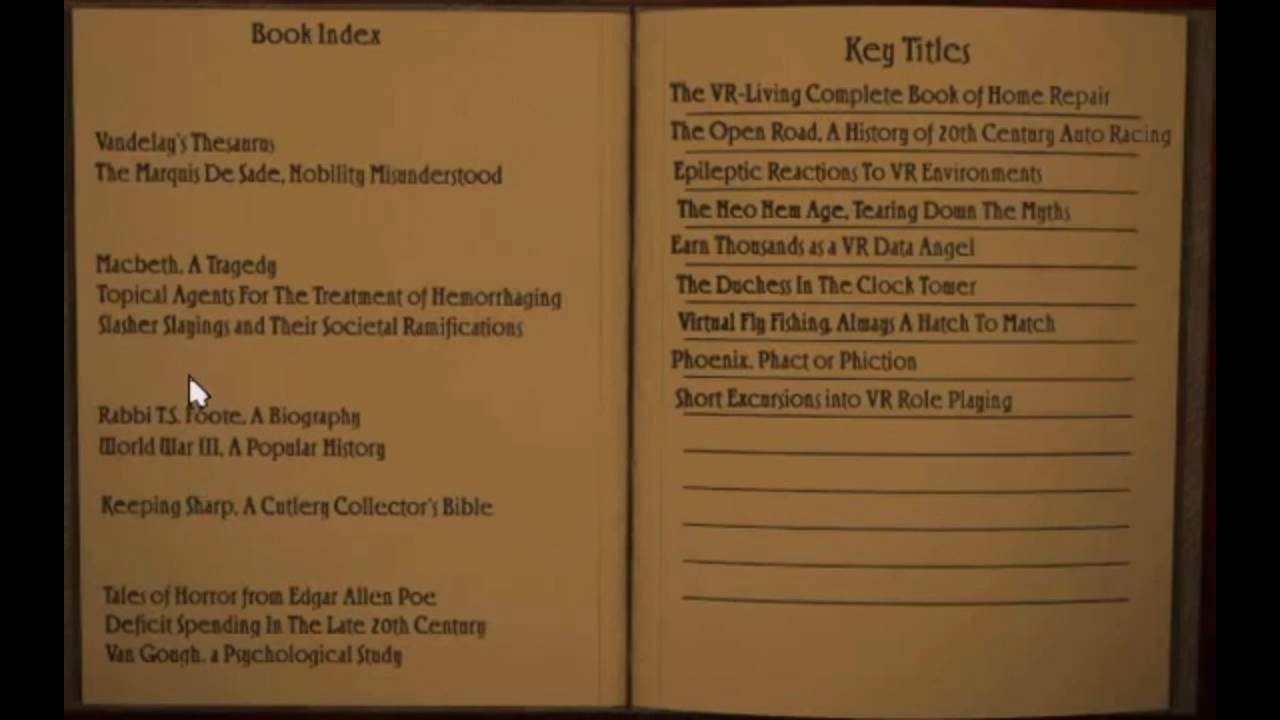 Book Index
Vandelay's Thesaurus
The Marquis De Sade, Nobility Misunderstood
Macbeth, A Tragedy
Topical Agents For The Treatment of Hemorrhaging
Slasher Slayings and Their Societal Ramifications
Rabbi T.S. Foote, A Biography
World War III, A Popular History
Keeping Sharp, A Cutlery Collector's Bible
Tales of Horror from Edgar Allen Poe
Deficit Spending In The Late 20th Century
Van Gough, a Psychological Study
Key Titles
The VR-Living Complete Book of Home Repair
The Open Road, A History of 20th Century Auto Racing
Epileptic Reactions To VR Environments
The Neo New Age, Tearing Down The Myths
Earn Thousands as a VR Data Angel
The Duchess In The Clock Tower
Virtual Fly Fishing, Always A Hatch To Match
Phoenix, Phact or Phiction
Short Excursions into VR Role Playing